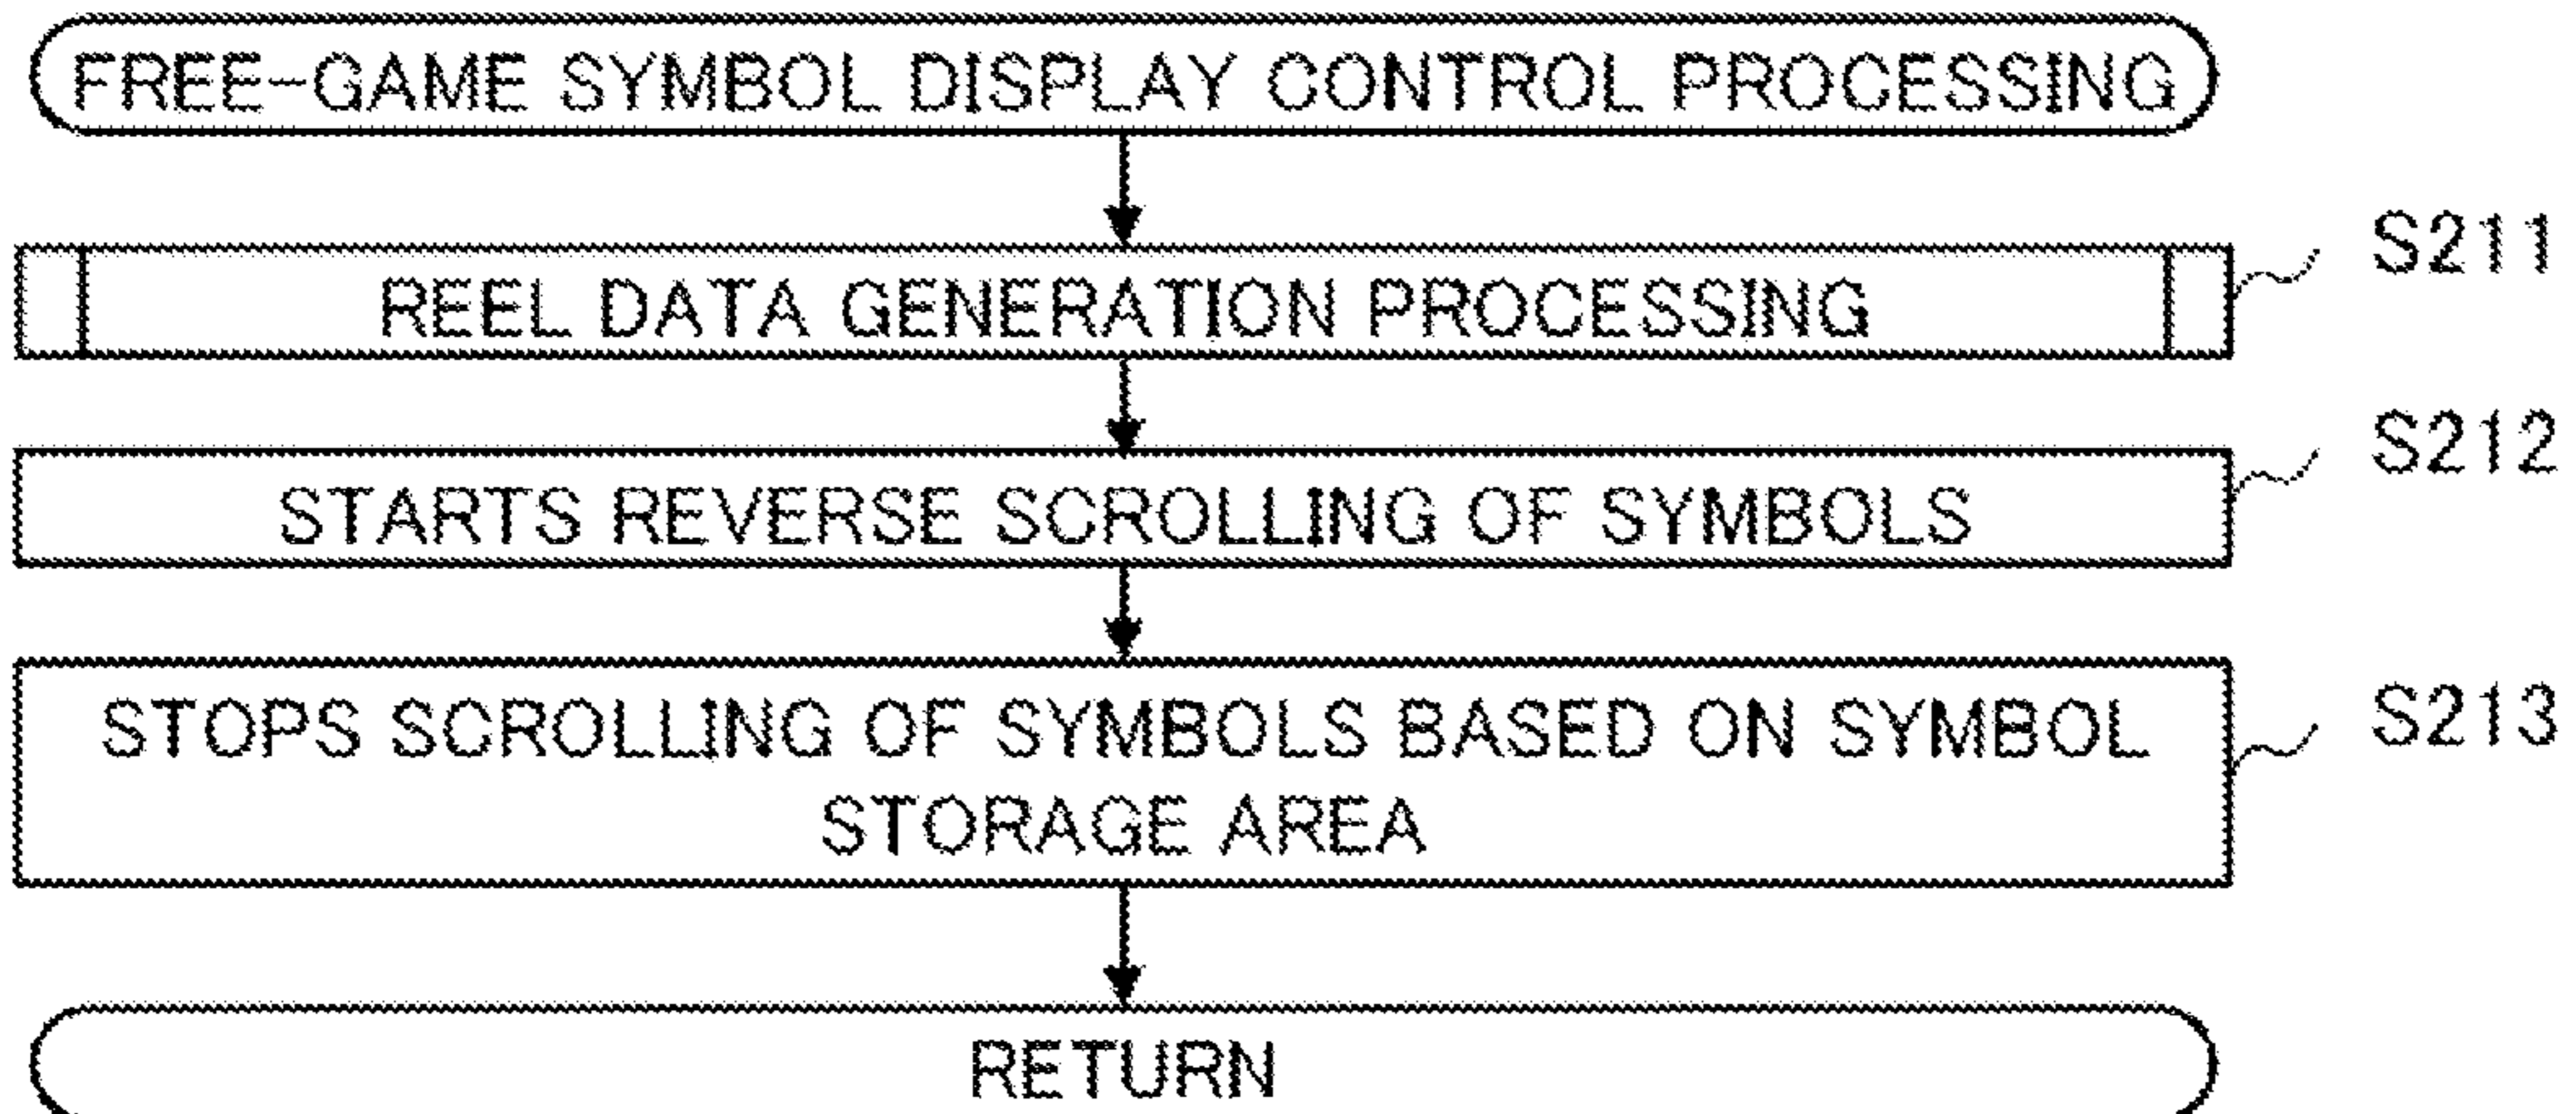 FREE-GAME SYMBOL DISPLAY CONTROL PROCESSING
S211
REEL DATA GENERATION PROCESSING
S212
STARTS REVERSE SCROLLING OF SYMBOLS
S213
STOPS SCROLLING OF SYMBOLS BASED ON SYMBOL
STORAGE AREA
RETURN